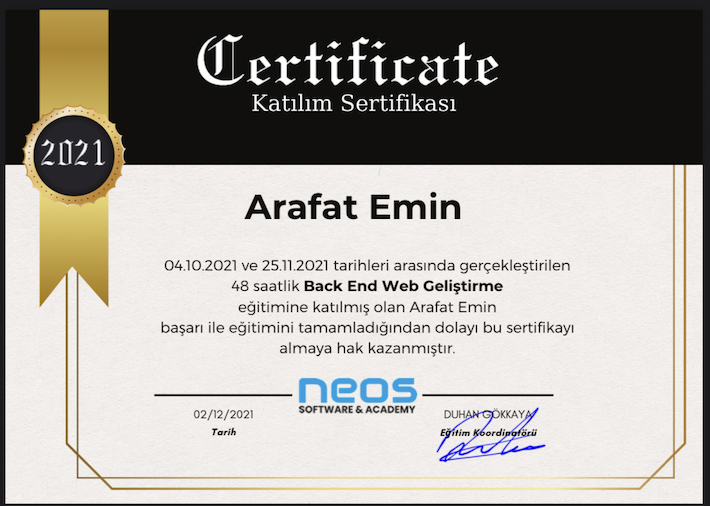 Certificate
Katılım Sertifikası
2021
Arafat Emin
04.10.2021 ve 25.11.2021 tarihleri arasında gerçekleştirilen
48 saatlik Back End Web Geliştirme
eğitimine katılmış olan Arafat Emin
başarı ile eğitimini tamamladığından dolayı bu sertifikayı
almaya hak kazanmıştır.
neos
SOFTWARE & ACADEMY
02/12/2021
Tarih
DUHAN GÖKKAYA
Eğitim Koordinatörü